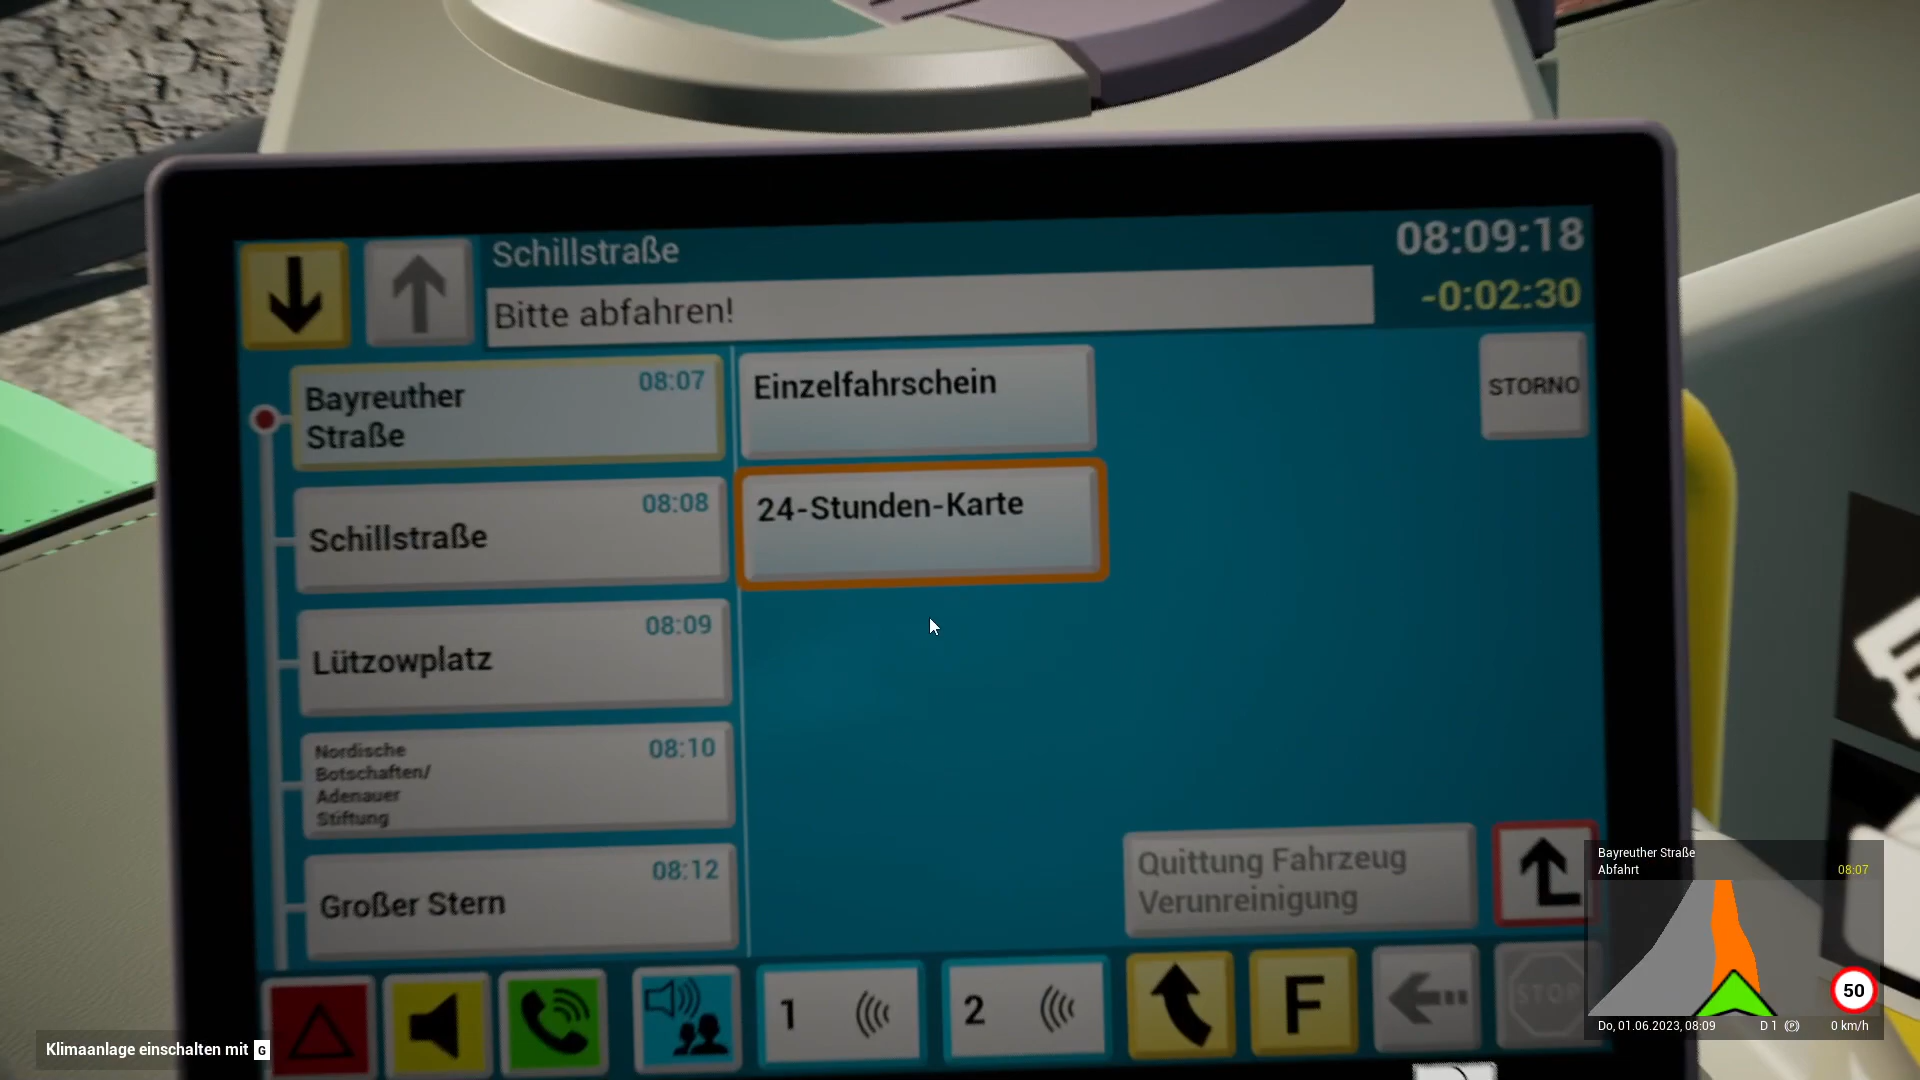 Schillstraße
08:09:18
Bitte abfahren!
-0:02:30
Bayreuther
Straße
08:07
Schillstraße
08:08
Lützowplatz
08:09
Nordische
Botschaften/
Adenauer
Stiftung
08:10
Großer Stern
08:12
Einzelfahrschein
24-Stunden-Karte
STORNO
Quittung Fahrzeug
Verunreinigung
1
2
F
STOP
Bayreuther Straße
Abfahrt
08:07
50
Do, 01.06.2023, 08:09
D 1
P
0 km/h
Klimaanlage einschalten mit G